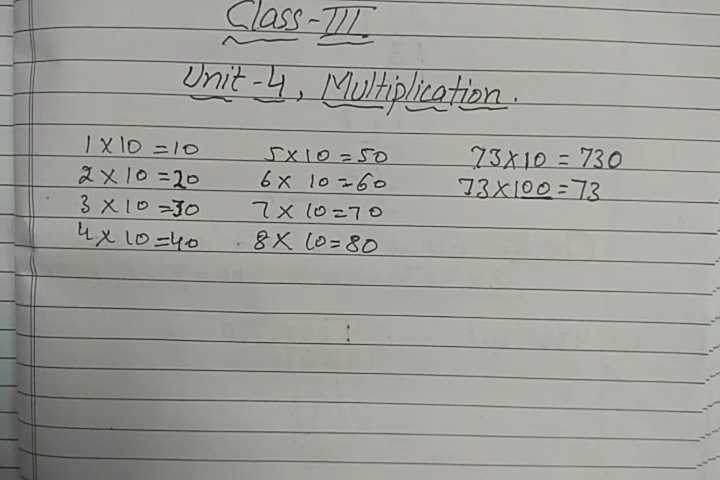 Class-III
Unit-4, Multiplication.
1 X 10 = 10
2 X 10 = 20
3 X 10 = 30
4 X 10 = 40
5 X 10 = 50
6 X 10 = 60
7 X 10 = 70
8 X 10 = 80
73 X 10 = 730
73 X 100 = 73